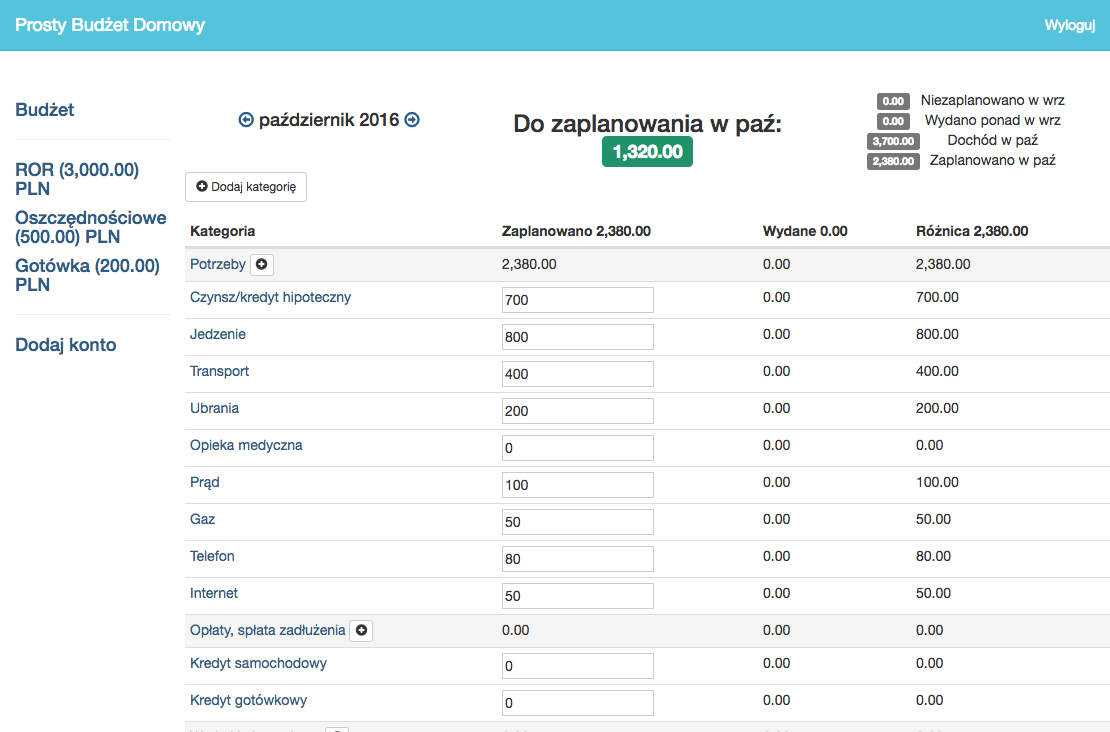 Prosty Budżet Domowy
Wyloguj
Budżet
ROR (3,000.00)
PLN
Oszczędnościowe
(500.00) PLN
Gotówka (200.00)
PLN
Dodaj konto
październik 2016
Do zaplanowania w paź:
1,320.00
0.00 Niezaplanowano w wrz
0.00 Wydano ponad w wrz
3,700.00 Dochód w paź
2,380.00 Zaplanowano w paź
Dodaj kategorię
Kategoria Zaplanowano 2,380.00 Wydane 0.00 Różnica 2,380.00
Potrzeby 2,380.00 0.00 2,380.00
Czynsz/kredyt hipoteczny 700 0.00 700.00
Jedzenie 800 0.00 800.00
Transport 400 0.00 400.00
Ubrania 200 0.00 200.00
Opieka medyczna 0 0.00 0.00
Prąd 100 0.00 100.00
Gaz 50 0.00 50.00
Telefon 80 0.00 80.00
Internet 50 0.00 50.00
Opłaty, spłata zadłużenia 0.00 0.00 0.00
Kredyt samochodowy 0 0.00 0.00
Kredyt gotówkowy 0 0.00 0.00